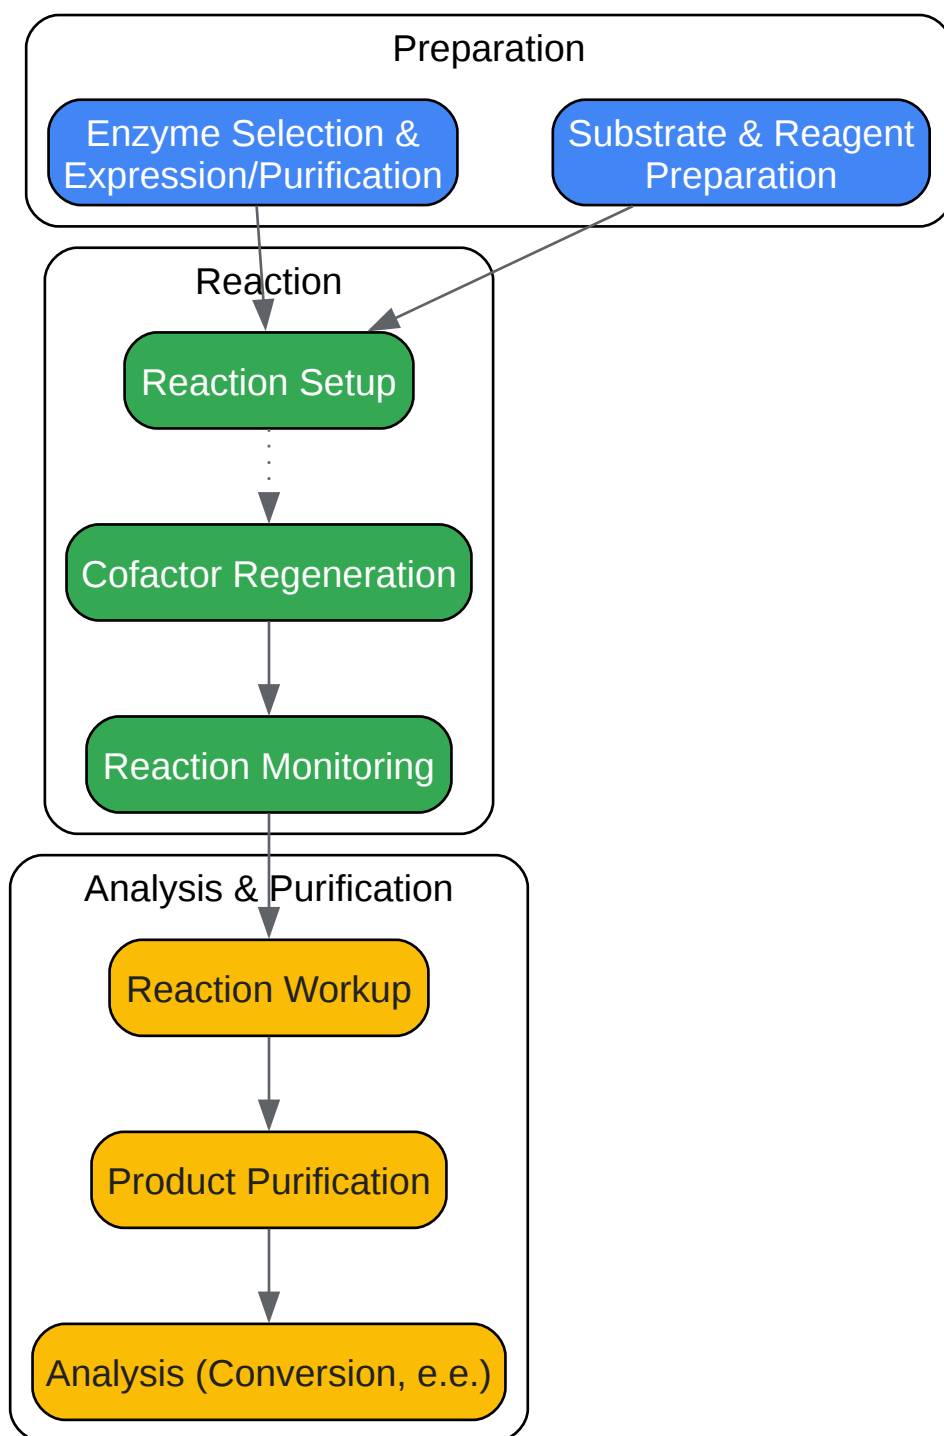 Preparation
Enzyme Selection &
Expression/Purification
Substrate & Reagent
Preparation
Reaction
Reaction Setup
Cofactor Regeneration
Reaction Monitoring
Analysis & Purification
Reaction Workup
Product Purification
Analysis (Conversion, e.e.)